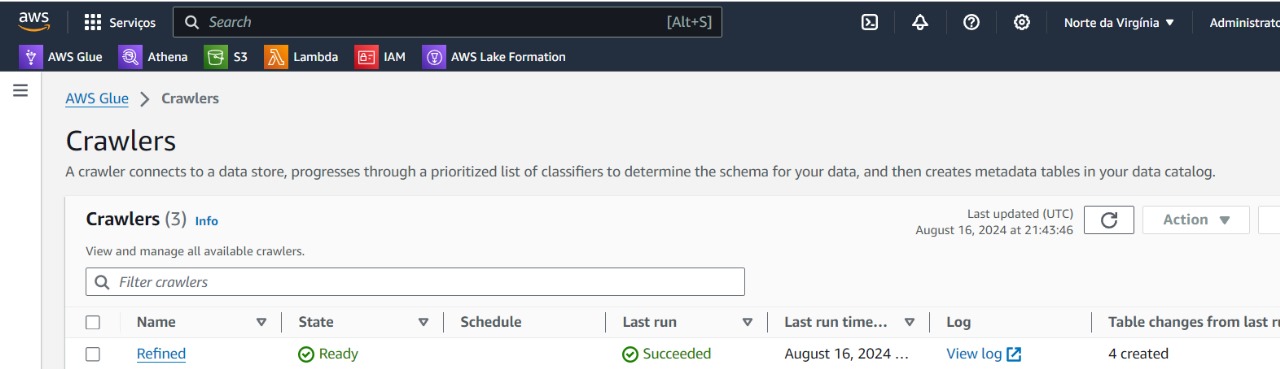 aws Serviços Search [Alt+S] Norte da Virgínia Administrato
AWS Glue Athena S3 Lambda IAM AWS Lake Formation
AWS Glue > Crawlers
Crawlers
A crawler connects to a data store, progresses through a prioritized list of classifiers to determine the schema for your data, and then creates metadata tables in your data catalog.
Crawlers (3) Info
Last updated (UTC)
August 16, 2024 at 21:43:46
Action
View and manage all available crawlers.
Filter crawlers
Name State Schedule Last run Last run time... Log Table changes from last r
Refined Ready Succeeded August 16, 2024 ... View log 4 created